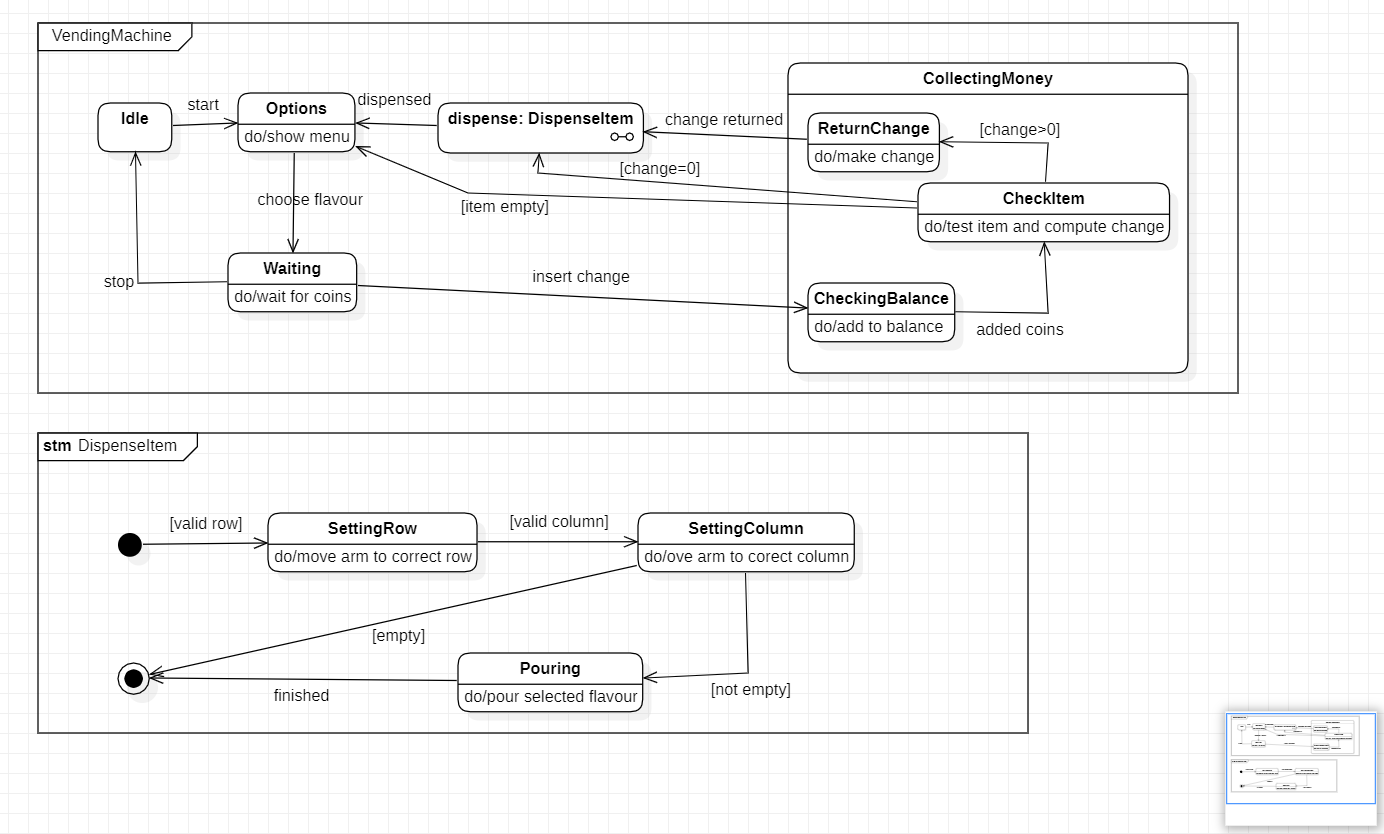 VendingMachine
CollectingMoney
Idle
start
Options
do/show menu
dispensed
dispense: DispenseItem
change returned
ReturnChange
do/make change
[change>0]
[change=0]
[item empty]
CheckItem
do/test item and compute change
choose flavour
stop
Waiting
do/wait for coins
insert change
CheckingBalance
do/add to balance
added coins
stm DispenseItem
[valid row]
SettingRow
do/move arm to correct row
[valid column]
SettingColumn
do/ove arm to corect column
[empty]
Pouring
do/pour selected flavour
finished
[not empty]